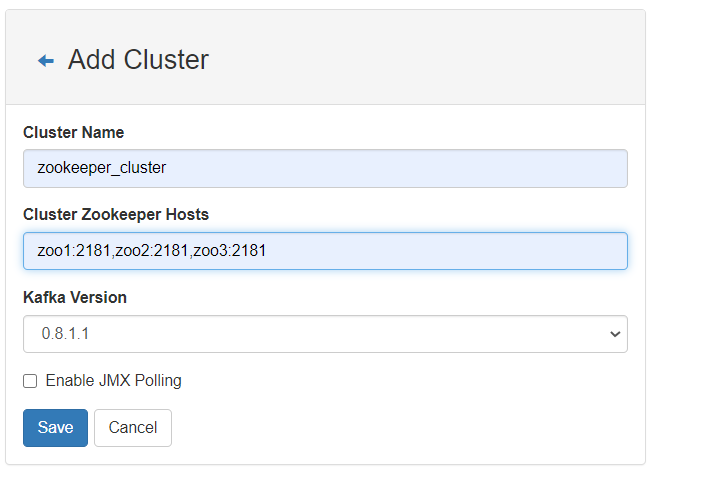 Add Cluster
Cluster Name
zookeeper_cluster
Cluster Zookeeper Hosts
zoo1:2181,zoo2:2181,zoo3:2181
Kafka Version
0.8.1.1
Enable JMX Polling
Save Cancel